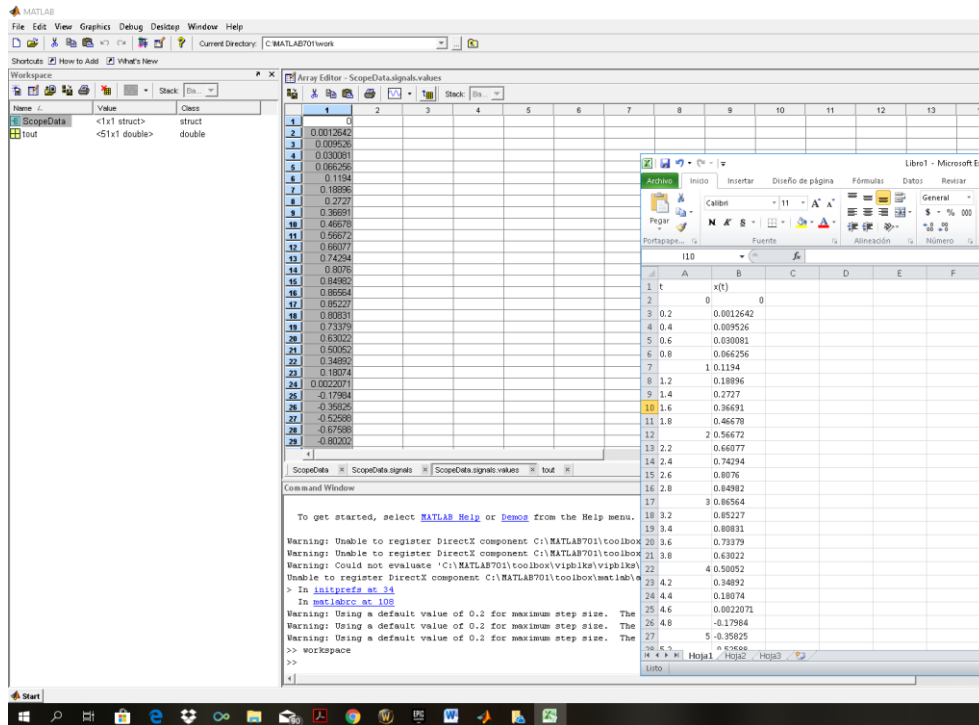 MATLAB
File Edit View Graphics Debug Desktop Window Help
Current Directory: C:\MATLAB701\work
Shortcuts How to Add What's New
Workspace
Stack: Ba...
Name Value Class
ScopeData <1x1 struct> struct
tout <51x1 double> double
Array Editor - ScopeData.signals.values
Stack: Ba...
1 2 3 4 5 6 7 8 9 10 11 12 13
1 0
2 0.0012642
3 0.009526
4 0.030081
5 0.066256
6 0.1194
7 0.18896
8 0.2727
9 0.36691
10 0.46678
11 0.56672
12 0.66077
13 0.74294
14 0.8076
15 0.84982
16 0.86564
17 0.85227
18 0.80831
19 0.73379
20 0.63022
21 0.50052
22 0.34892
23 0.18074
24 0.0022071
25 -0.17984
26 -0.35825
27 -0.52588
28 -0.67588
29 -0.80202
ScopeData ScopeData.signals ScopeData.signals.values tout
Command Window
To get started, select MATLAB Help or Demos from the Help menu.
Warning: Unable to register DirectX component C:\MATLAB701\toolbox
Warning: Unable to register DirectX component C:\MATLAB701\toolbox
Warning: Could not evaluate 'C:\MATLAB701\toolbox\vipblks\vipblks\
Unable to register DirectX component C:\MATLAB701\toolbox\matlab\
> In initprefs at 34
In matlabrc at 108
Warning: Using a default value of 0.2 for maximum step size. The
Warning: Using a default value of 0.2 for maximum step size. The
Warning: Using a default value of 0.2 for maximum step size. The
>> workspace
>>
Libro1 - Microsoft E
Archivo Inicio Insertar Diseño de página Fórmulas Datos Revisar
Pegar
Calibri 11 A A General
N K S A $ % 000
Portapape... Fuente Alineación Número
I10 fx
A B C D E F
1 t x(t)
2 0 0
3 0.2 0.0012642
4 0.4 0.009526
5 0.6 0.030081
6 0.8 0.066256
7 1 0.1194
8 1.2 0.18896
9 1.4 0.2727
10 1.6 0.36691
11 1.8 0.46678
12 2 0.56672
13 2.2 0.66077
14 2.4 0.74294
15 2.6 0.8076
16 2.8 0.84982
17 3 0.86564
18 3.2 0.85227
19 3.4 0.80831
20 3.6 0.73379
21 3.8 0.63022
22 4 0.50052
23 4.2 0.34892
24 4.4 0.18074
25 4.6 0.0022071
26 4.8 -0.17984
27 5 -0.35825
28 5.2 -0.52588
Hoja1 Hoja2 Hoja3
Listo
Start